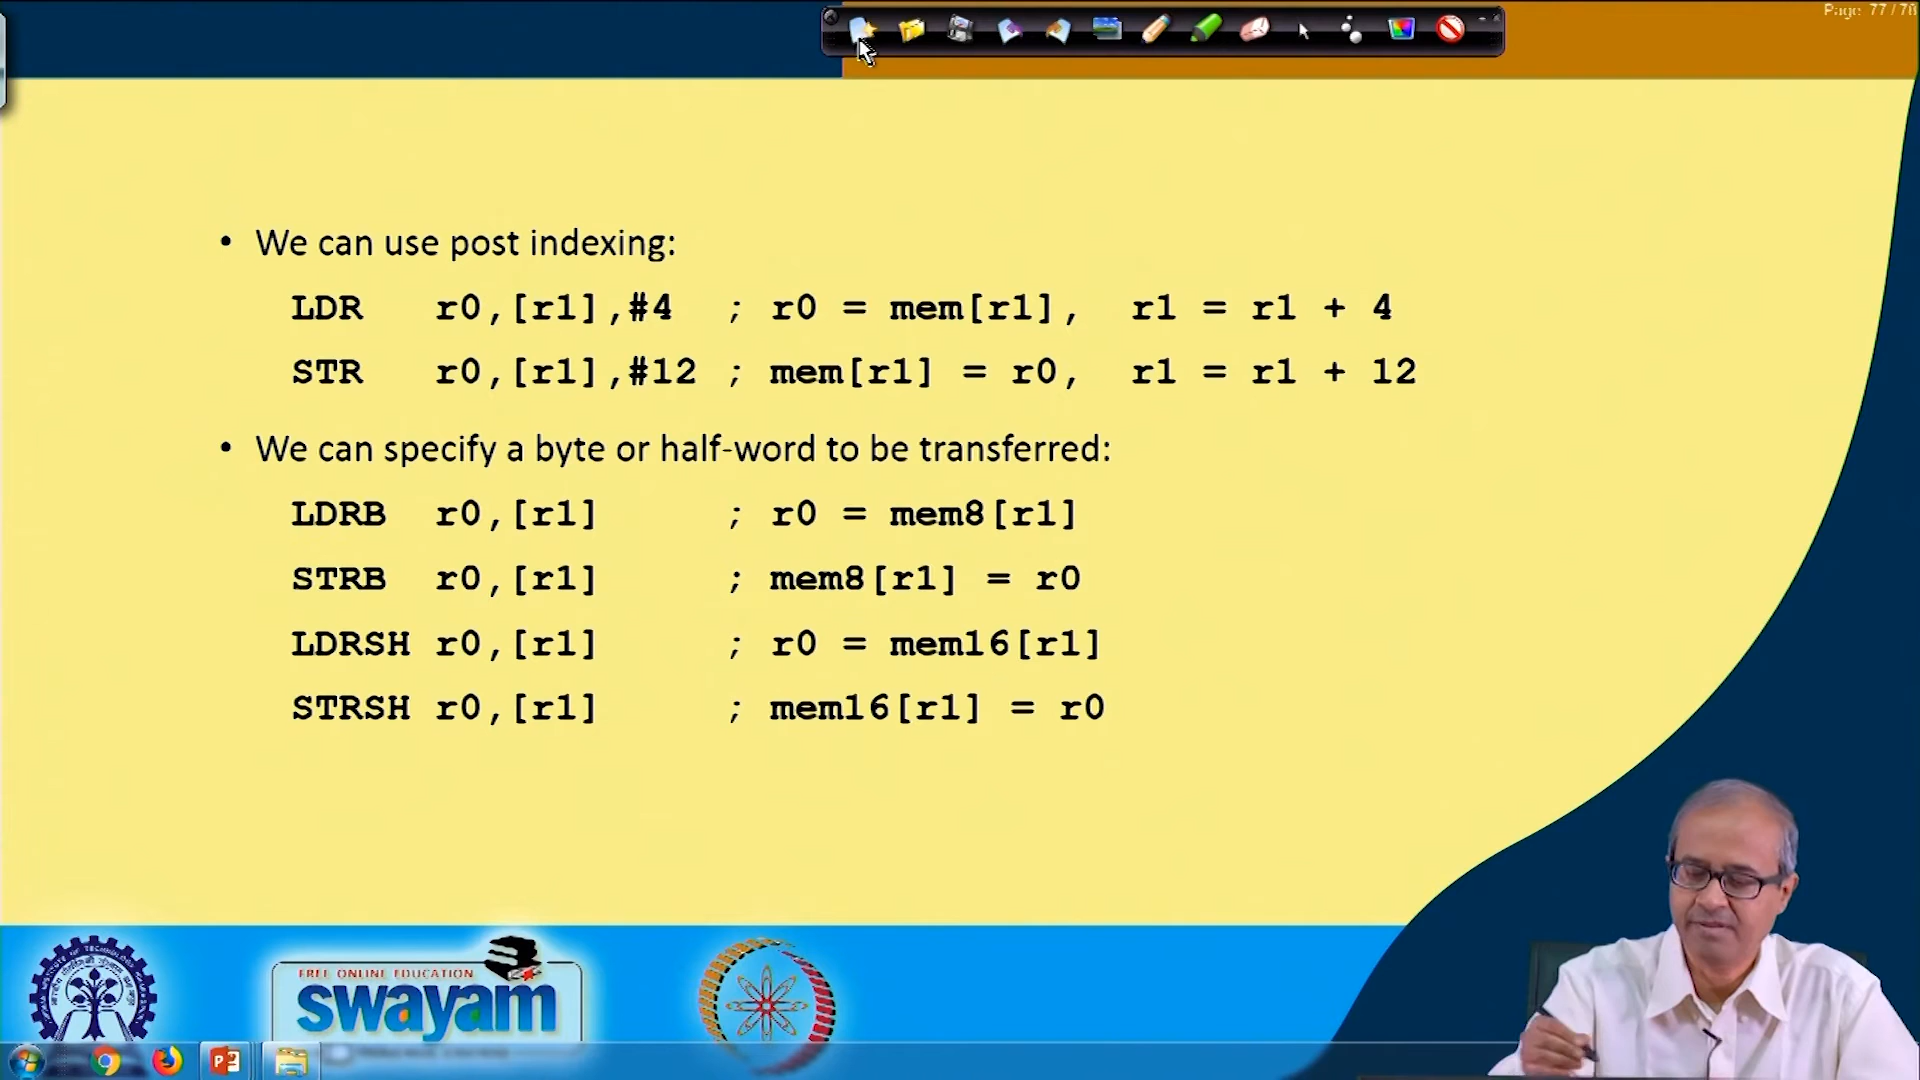 Page: 77 / 78
• We can use post indexing:
LDR r0,[r1],#4 ; r0 = mem[r1], r1 = r1 + 4
STR r0,[r1],#12 ; mem[r1] = r0, r1 = r1 + 12
• We can specify a byte or half-word to be transferred:
LDRB r0,[r1] ; r0 = mem8[r1]
STRB r0,[r1] ; mem8[r1] = r0
LDRSH r0,[r1] ; r0 = mem16[r1]
STRSH r0,[r1] ; mem16[r1] = r0
FREE ONLINE EDUCATION
swayam